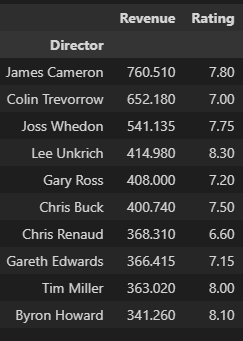 Revenue Rating
Director
James Cameron 760.510 7.80
Colin Trevorrow 652.180 7.00
Joss Whedon 541.135 7.75
Lee Unkrich 414.980 8.30
Gary Ross 408.000 7.20
Chris Buck 400.740 7.50
Chris Renaud 368.310 6.60
Gareth Edwards 366.415 7.15
Tim Miller 363.020 8.00
Byron Howard 341.260 8.10